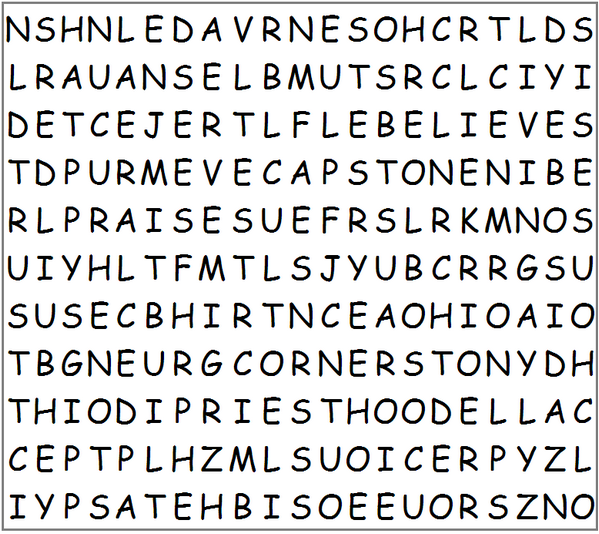 NSHNLEDAVRNESOHCRTLDS
LRAUANSELBMUTSRCLCIYI
DETCEJERTLFLEBELIEVES
TDPURMEVECAPSTONENIBE
RLPRAISESUEFRSLRKMNOS
UIYHLTFMTLSJYUBCRRGSU
SUSECBHIRTNCEAOHIOAIO
TBGNEURGCORNERSTONYDH
THIODIPRIESTHOODELLAC
CEPTPLHZMLSUOICERPYZL
IYPSATEHBISOEEUORSZNO